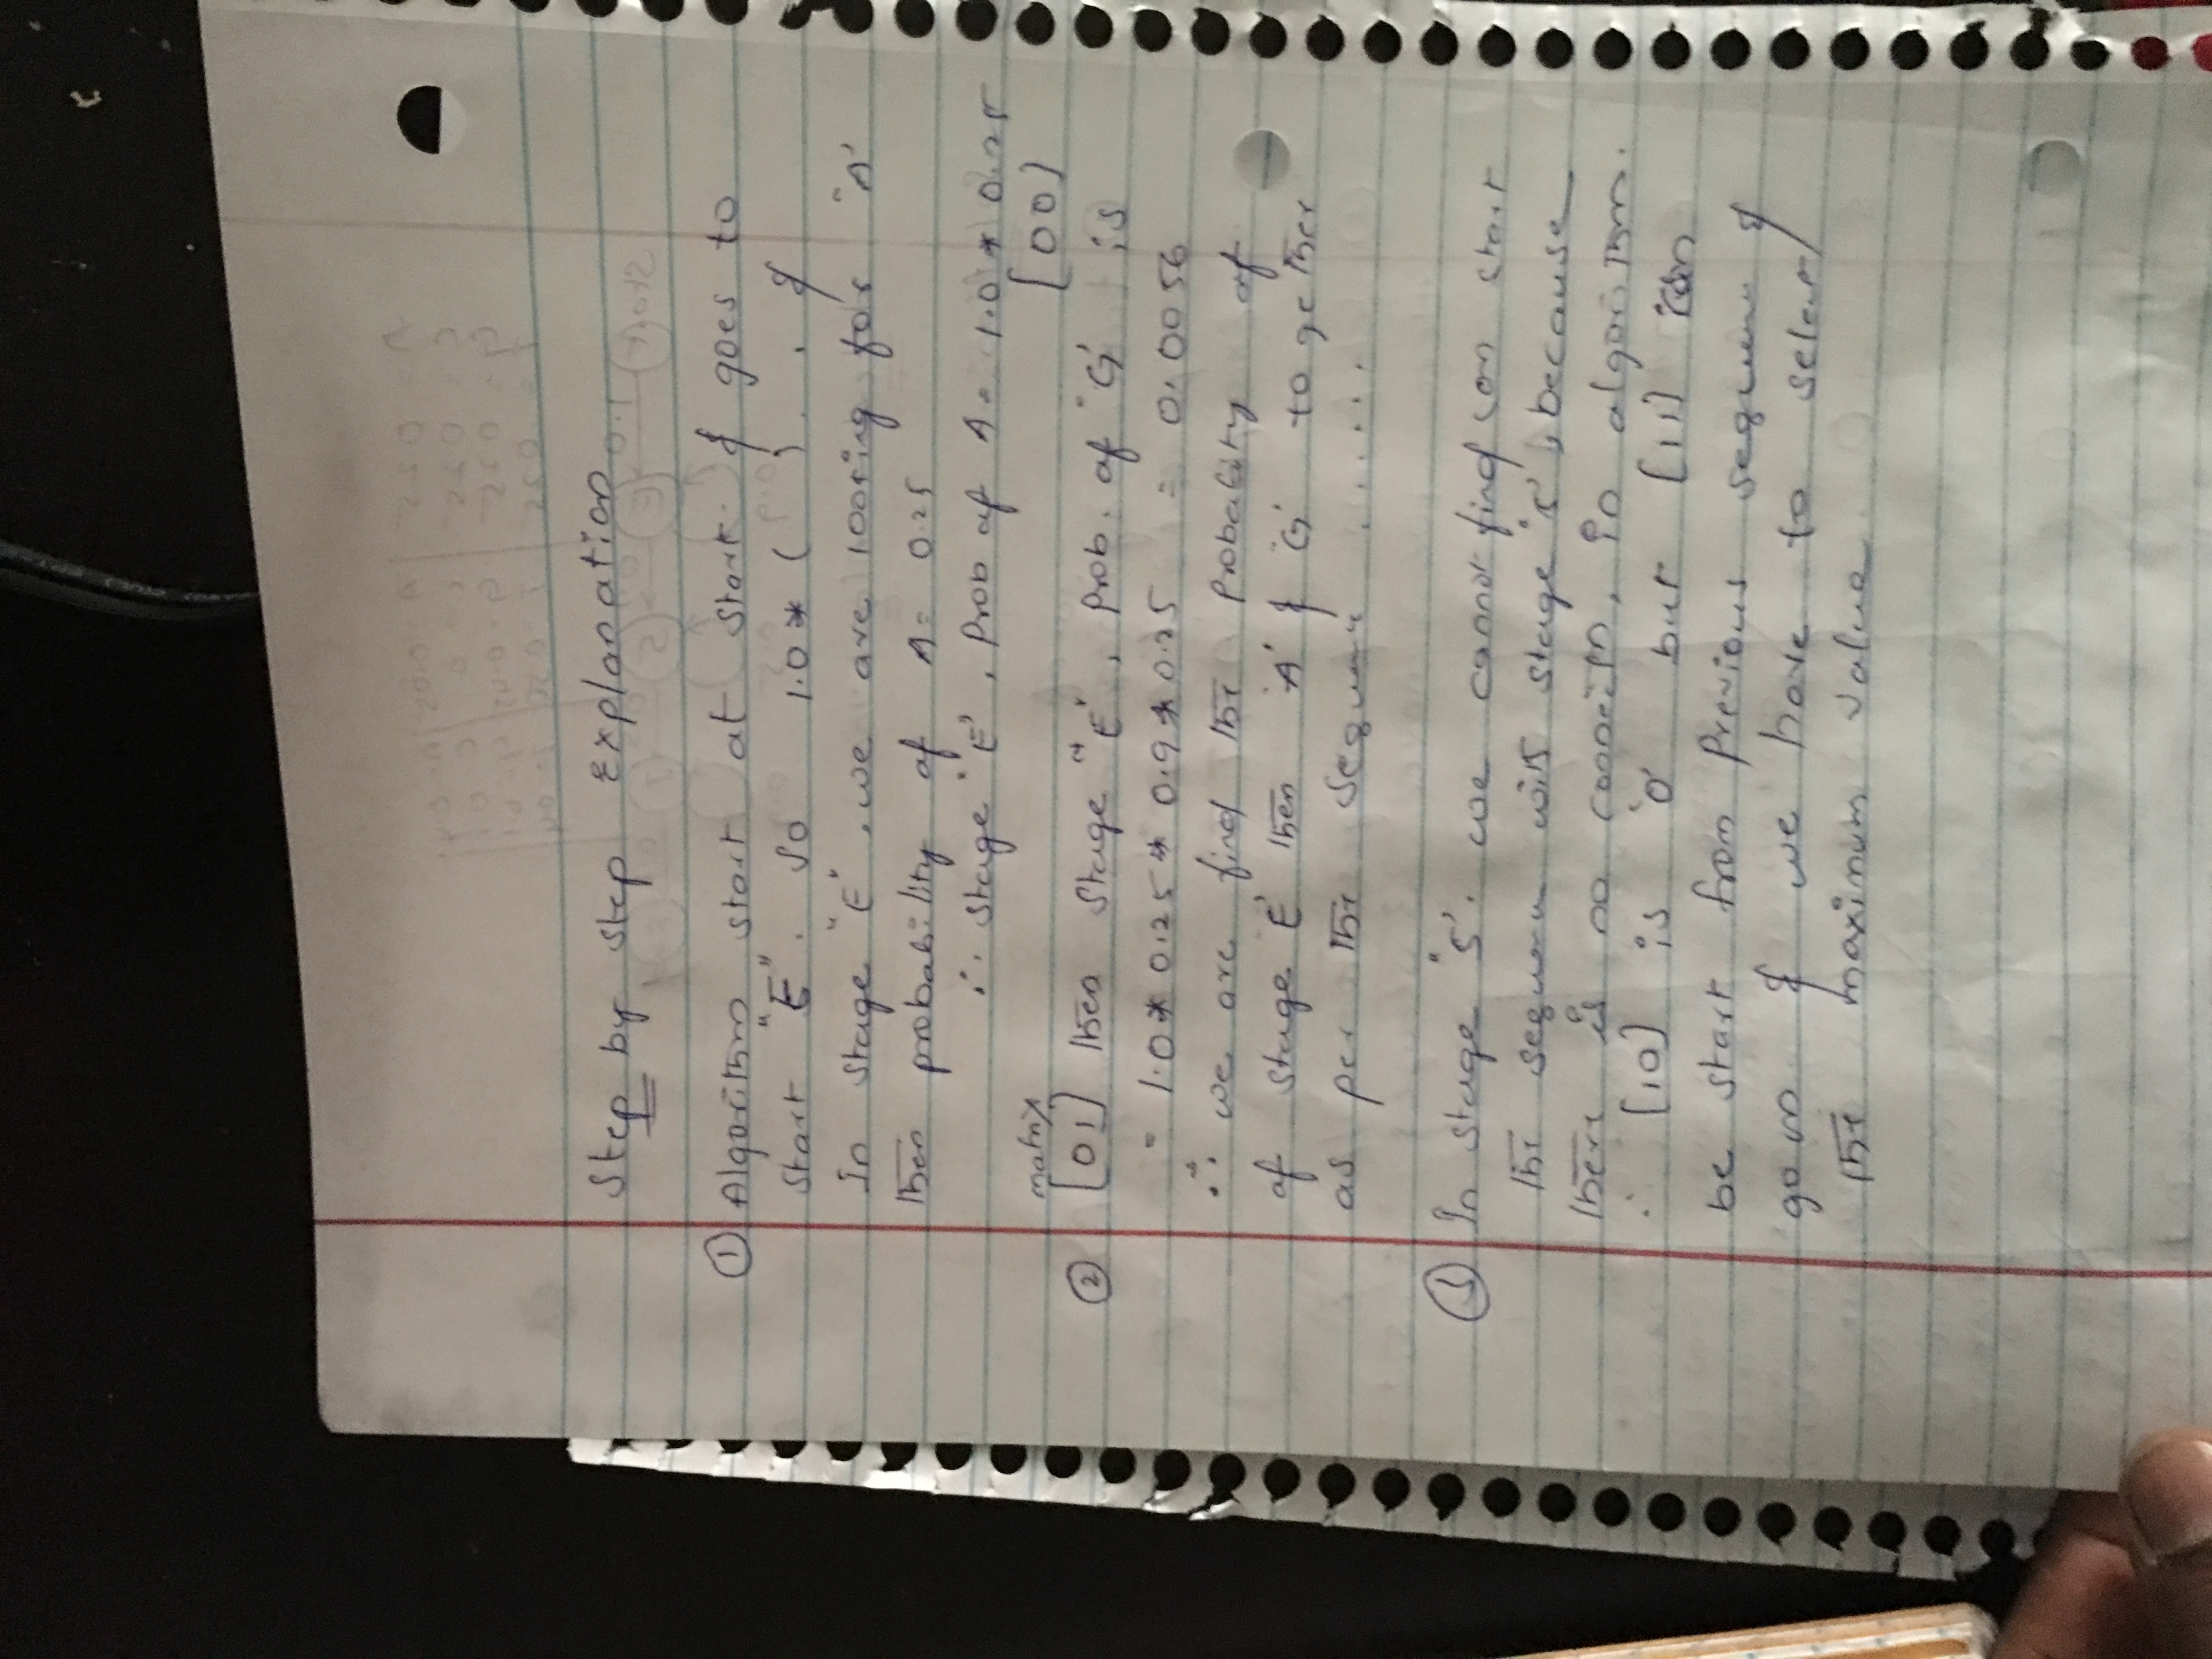 Step by step Explanation
① Algorithm start at start & goes to
start "E". So 1.0 * ( ) . . &
In stage "E" , we are looking for "A'
then probability of A = 0.25
∴ stage 'E', Prob of A = 1.0 * 0.25
[00]
matrix
② [01] then stage "E", prob. of 'G' is
= 1.0 * 0.25 * 0.9 * 0.25 = 0.0056
∴ we are find the probability of
of stage E' then 'A' & 'G' together
as per the sequence ......
③ In stage "S'. we cannot find can start
the sequence with stage 'S', because
there is no , in algorithm.
∴ [10] is 'o' but [11] can
be start from Previous sequence &
go on & we have to select
the maximum value